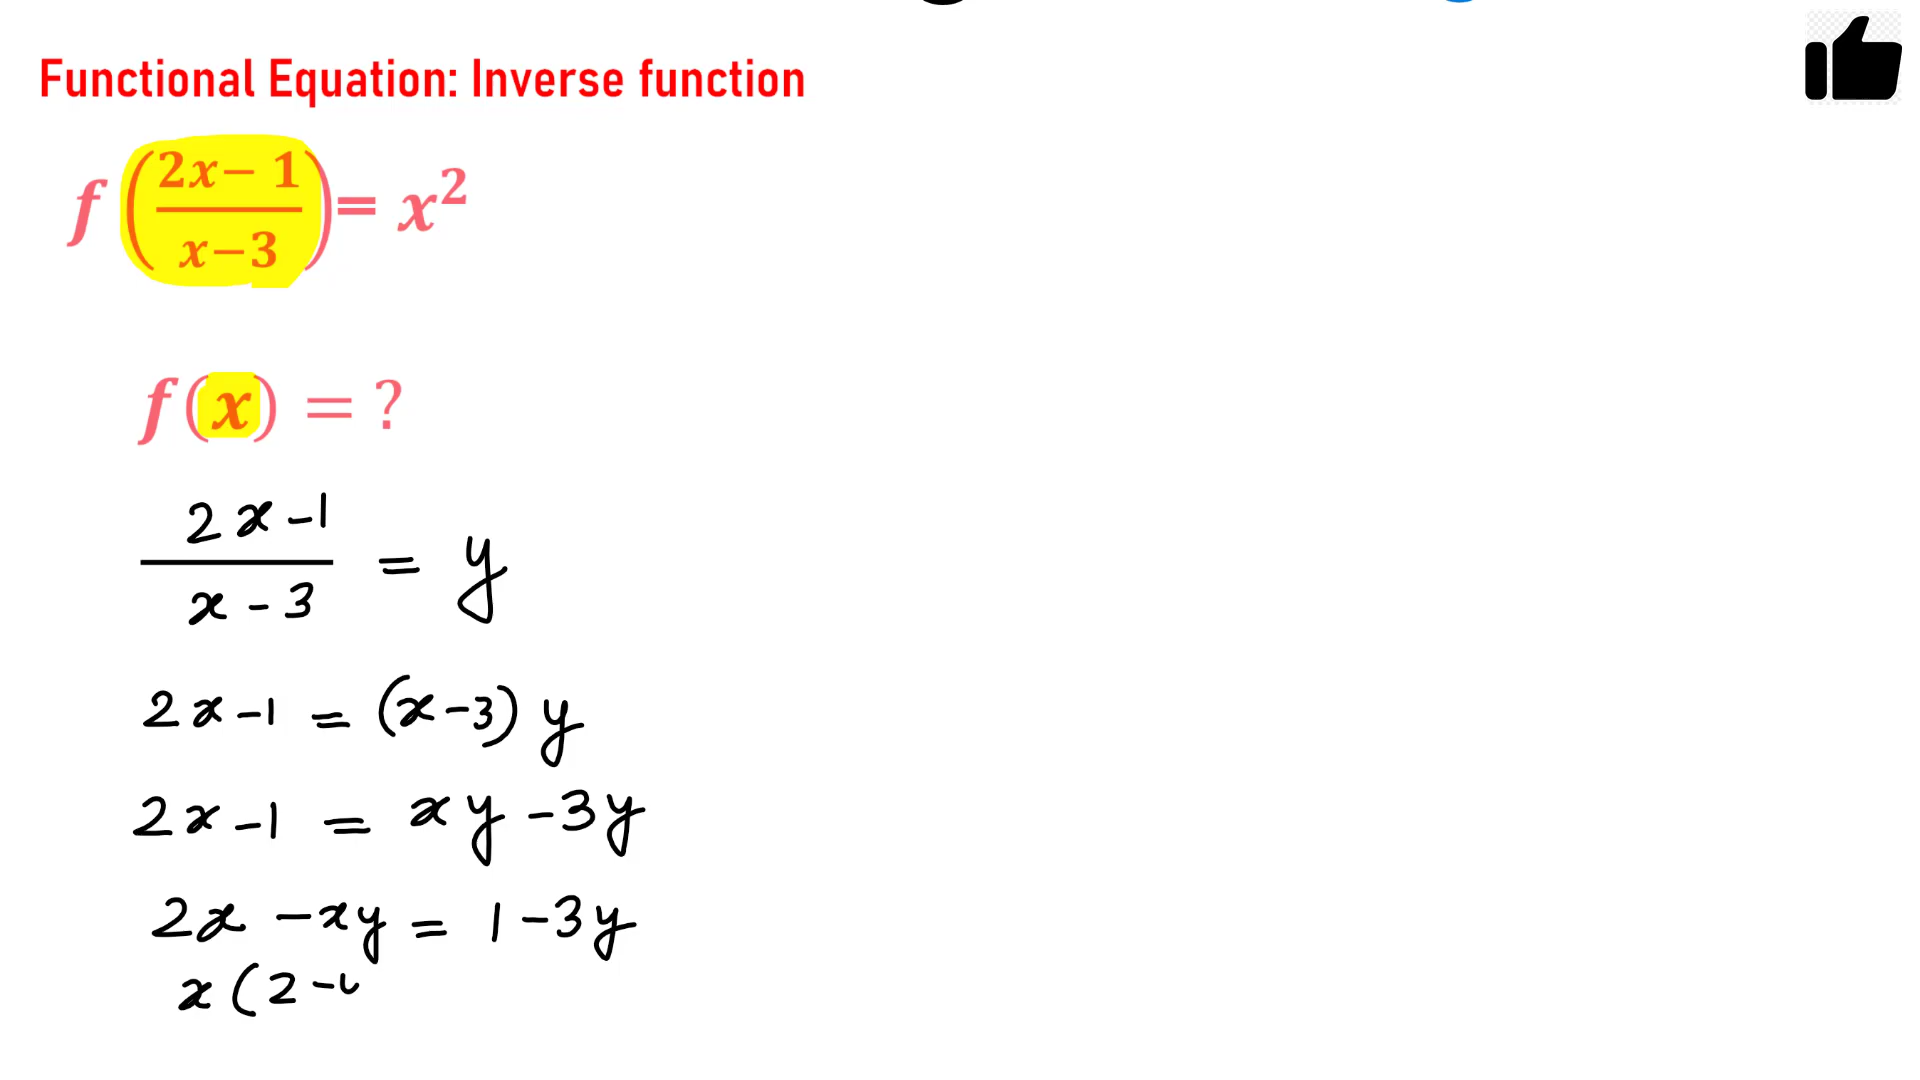 Functional Equation: Inverse function
f((2x−1)/(x−3)) = x²
f(x) = ?
(2x−1)/(x−3) = y
2x−1 = (x−3)y
2x−1 = xy−3y
2x−xy = 1−3y
x(2−